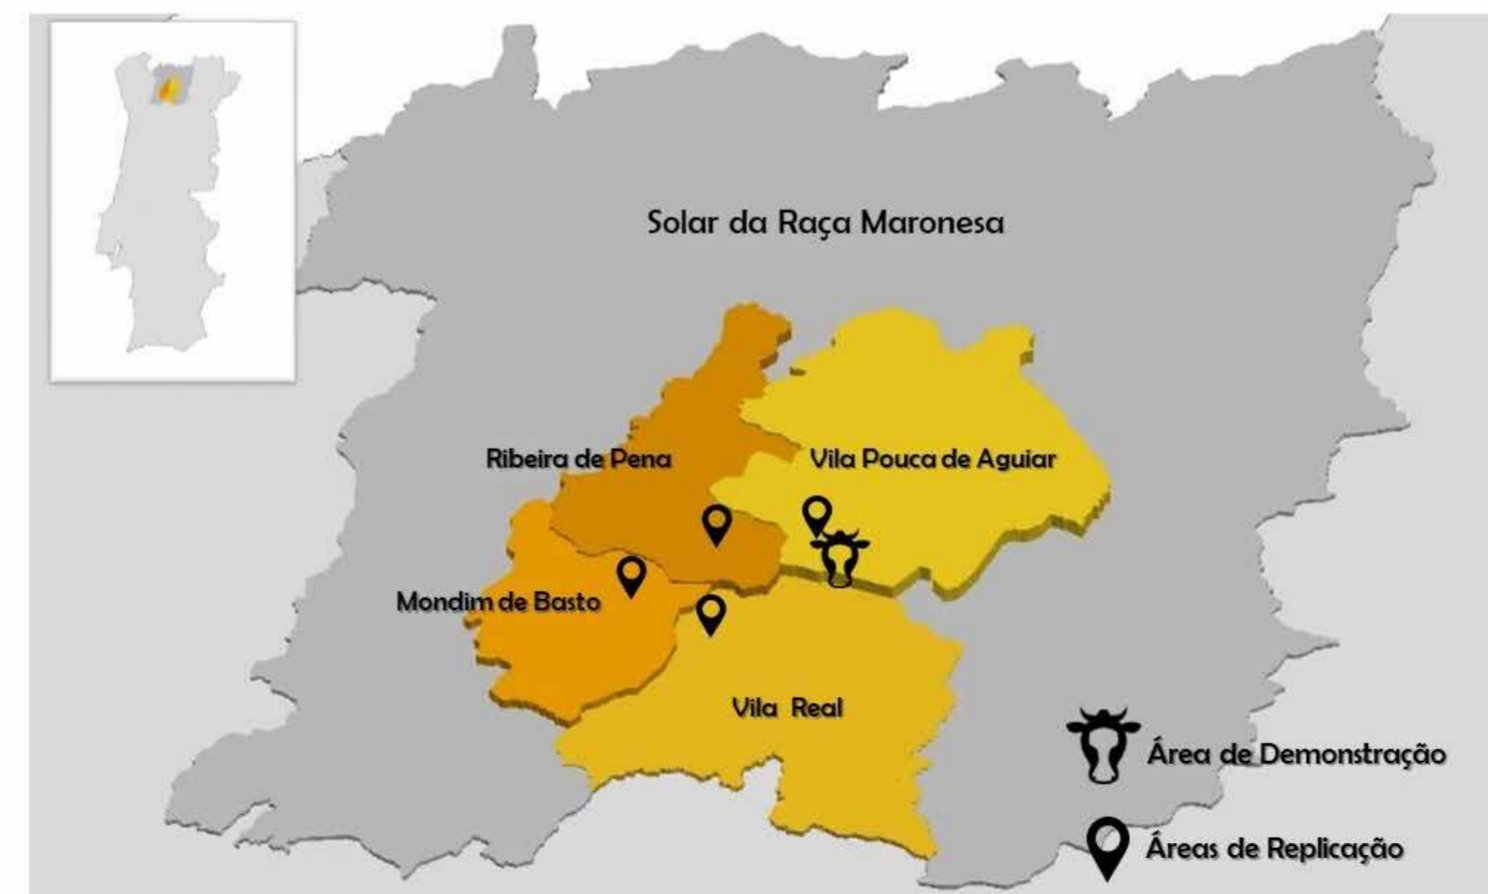 Solar da Raça Maronesa
Ribeira de Pena
Vila Pouca de Aguiar
Mondim de Basto
Vila Real
Área de Demonstração
Áreas de Replicação